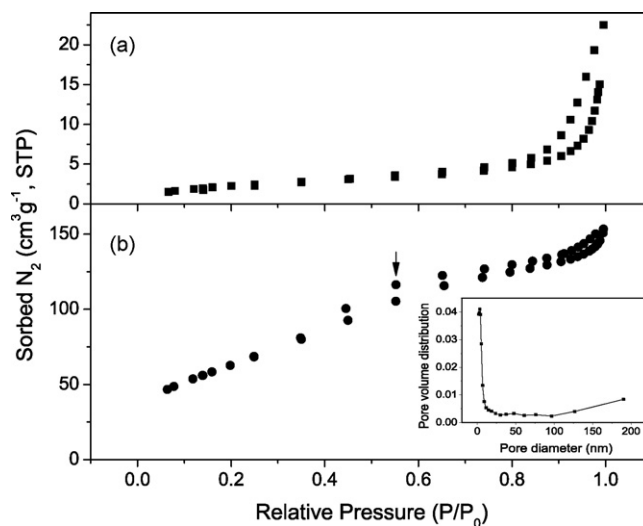 (a)
25
20
15
10
5
0
(b)
150
100
50
0
Sorbed N₂ (cm³g⁻¹, STP)
0.0 0.2 0.4 0.6 0.8 1.0
Relative Pressure (P/P₀)
Pore volume distribution
0.04
0.03
0.02
0.01
0.00
0 50 100 150 200
Pore diameter (nm)